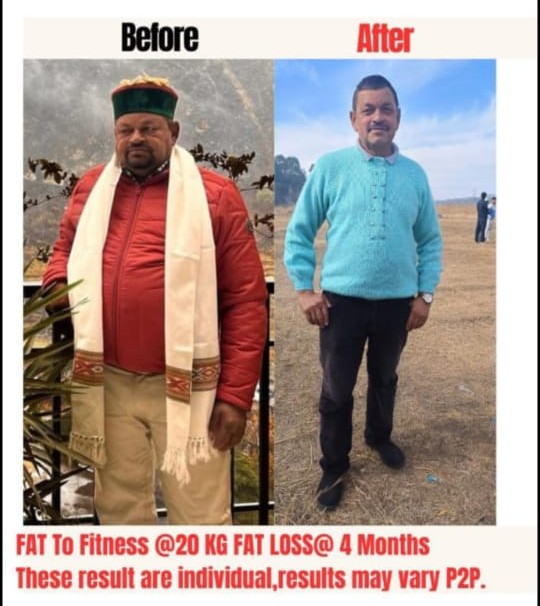 Before
After
FAT To Fitness @20 KG FAT LOSS@ 4 Months
These result are individual,results may vary P2P.